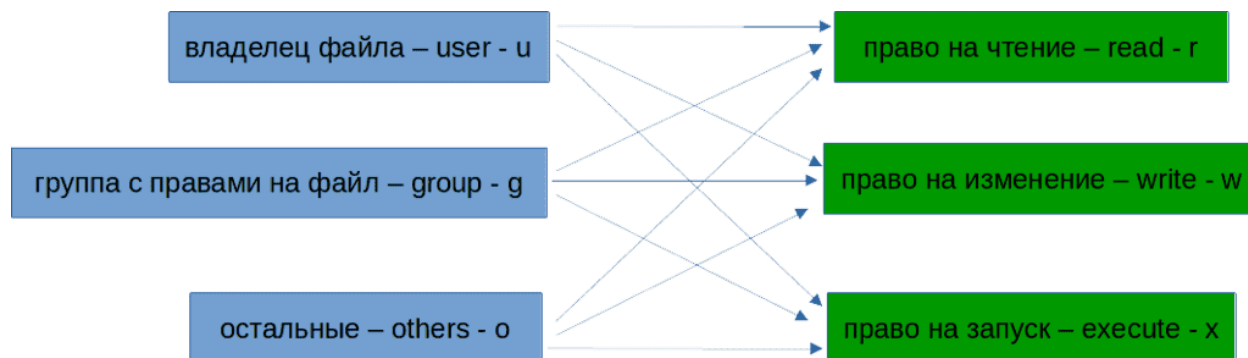 владелец файла – user - u
право на чтение – read - r
группа с правами на файл – group - g
право на изменение – write - w
остальные – others - o
право на запуск – execute - x